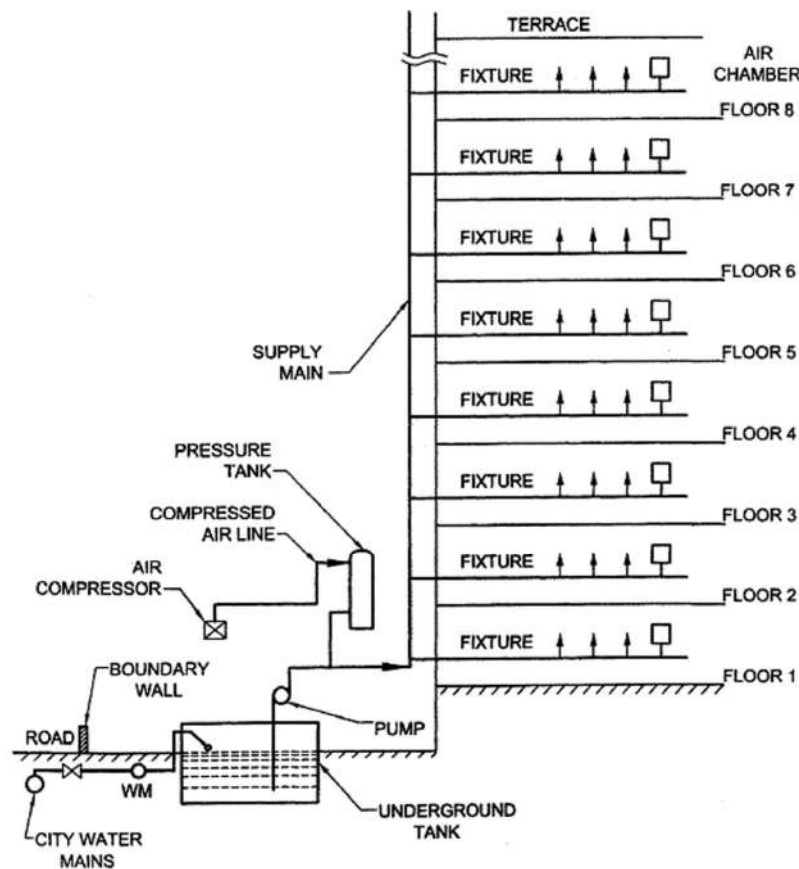 TERRACE
FIXTURE
AIR
CHAMBER
FLOOR 8
FIXTURE
FLOOR 7
FIXTURE
FLOOR 6
FIXTURE
FLOOR 5
SUPPLY
MAIN
FIXTURE
FLOOR 4
PRESSURE
TANK
FIXTURE
FLOOR 3
COMPRESSED
AIR LINE
AIR
COMPRESSOR
FIXTURE
FLOOR 2
BOUNDARY
WALL
FIXTURE
FLOOR 1
ROAD
PUMP
WM
UNDERGROUND
TANK
CITY WATER
MAINS